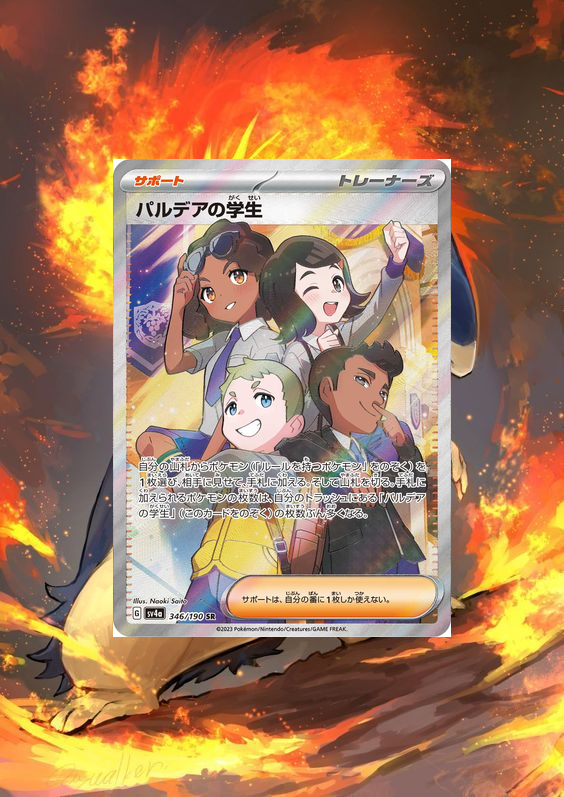 サポート トレーナーズ
パルデアの学生
自分の山札からポケモン(「ルールを持つポケモン」をのぞく)を、
1枚選び、相手に見せて、手札に加える。そして山札を切る。手札に
加えられるポケモンの枚数は、自分のトラッシュにある「パルデア
の学生」(このカードをのぞく)の枚数ぶん多くなる。
サポートは、自分の番に1枚しか使えない。
Illus. Naoki Saito
G sv4a 346/190 SR
©2023 Pokémon/Nintendo/Creatures/GAME FREAK.